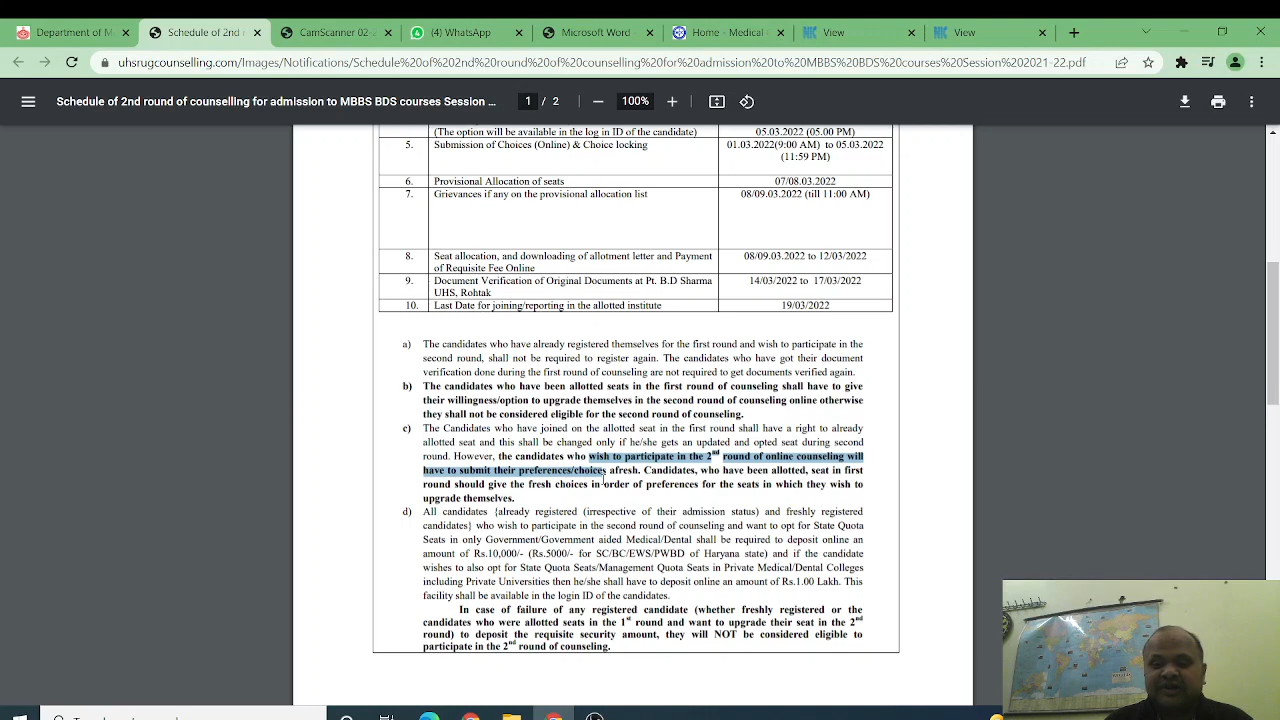 Department of M
Schedule of 2nd r
CamScanner 02-
(4) WhatsApp
Microsoft Word -
Home - Medical
NIC View
NIC View
uhsrugcounselling.com/Images/Notifications/Schedule%20of%202nd%20round%20of%20counselling%20for%20admission%20to%20MBBS%20BDS%20courses%20Session%202021-22.pdf
Schedule of 2nd round of counselling for admission to MBBS BDS courses Session ...
1 / 2
100%
(The option will be available in the log in ID of the candidate) 05.03.2022 (05.00 PM)
5. Submission of Choices (Online) & Choice locking 01.03.2022(9:00 AM) to 05.03.2022
(11:59 PM)
6. Provisional Allocation of seats 07/08.03.2022
7. Grievances if any on the provisional allocation list 08/09.03.2022 (till 11:00 AM)
8. Seat allocation, and downloading of allotment letter and Payment 08/09.03.2022 to 12/03/2022
of Requisite Fee Online
9. Document Verification of Original Documents at Pt. B.D Sharma 14/03/2022 to 17/03/2022
UHS, Rohtak
10. Last Date for joining/reporting in the allotted institute 19/03/2022
a) The candidates who have already registered themselves for the first round and wish to participate in the
second round, shall not be required to register again. The candidates who have got their document
verification done during the first round of counseling are not required to get documents verified again.
b) The candidates who have been allotted seats in the first round of counseling shall have to give
their willingness/option to upgrade themselves in the second round of counseling online otherwise
they shall not be considered eligible for the second round of counseling.
c) The Candidates who have joined on the allotted seat in the first round shall have a right to already
allotted seat and this shall be changed only if he/she gets an updated and opted seat during second
round. However, the candidates who wish to participate in the 2nd round of online counseling will
have to submit their preferences/choices afresh. Candidates, who have been allotted, seat in first
round should give the fresh choices in order of preferences for the seats in which they wish to
upgrade themselves.
d) All candidates {already registered (irrespective of their admission status) and freshly registered
candidates} who wish to participate in the second round of counseling and want to opt for State Quota
Seats in only Government/Government aided Medical/Dental shall be required to deposit online an
amount of Rs.10,000/- (Rs.5000/- for SC/BC/EWS/PWBD of Haryana state) and if the candidate
wishes to also opt for State Quota Seats/Management Quota Seats in Private Medical/Dental Colleges
including Private Universities then he/she shall have to deposit online an amount of Rs.1.00 Lakh. This
facility shall be available in the login ID of the candidates.
In case of failure of any registered candidate (whether freshly registered or the
candidates who were allotted seats in the 1st round and want to upgrade their seat in the 2nd
round) to deposit the requisite security amount, they will NOT be considered eligible to
participate in the 2nd round of counseling.